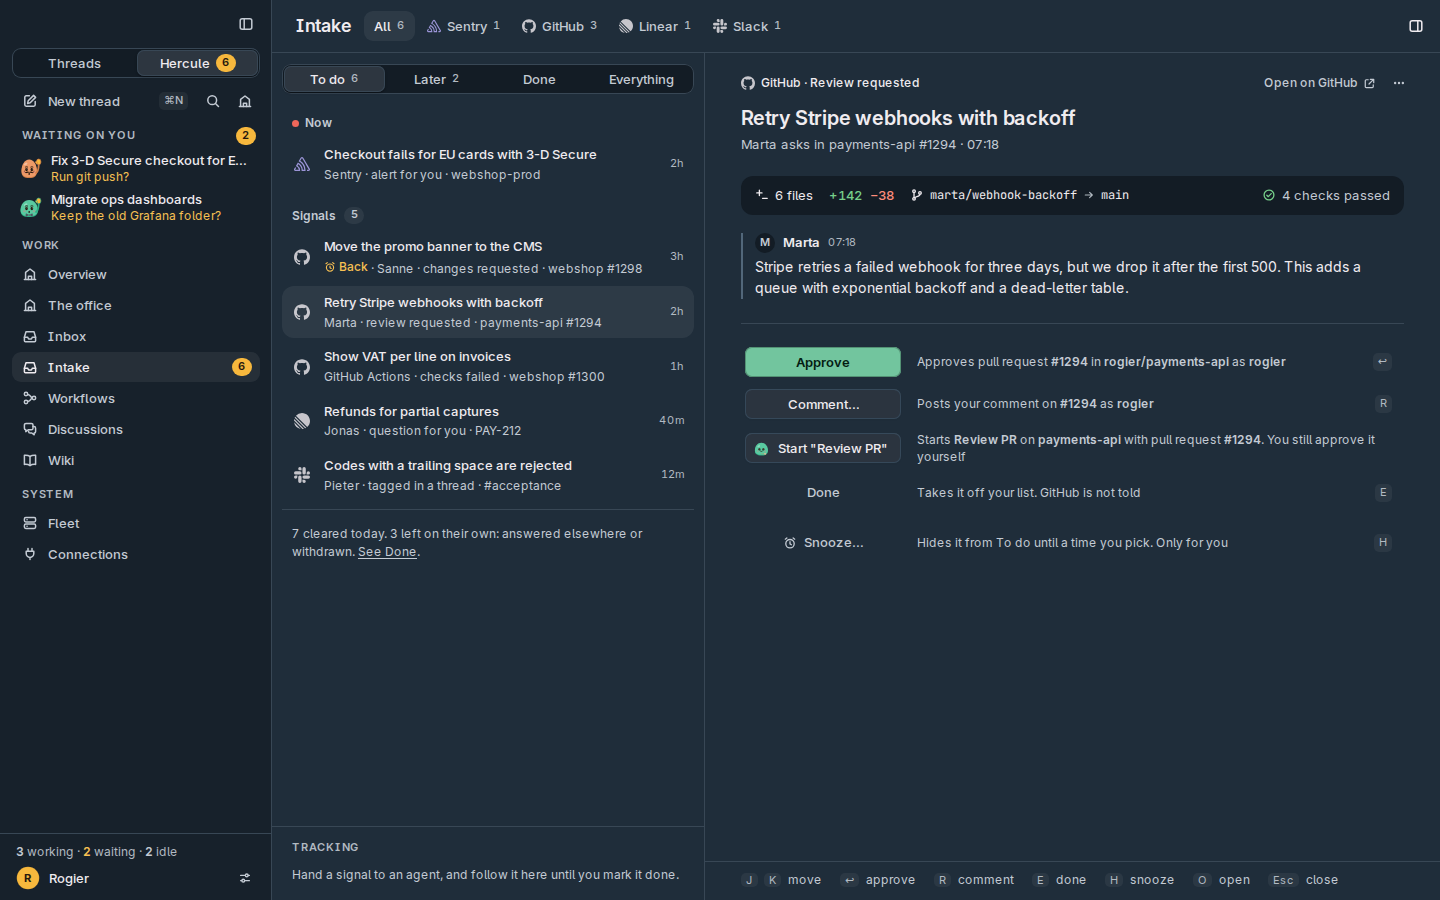 Threads
Hercule 6
New thread ⌘N
WAITING ON YOU 2
Fix 3-D Secure checkout for E...
Run git push?
Migrate ops dashboards
Keep the old Grafana folder?
WORK
Overview
The office
Inbox
Intake 6
Workflows
Discussions
Wiki
SYSTEM
Fleet
Connections
3 working · 2 waiting · 2 idle
R Rogier
Intake
All 6
Sentry 1
GitHub 3
Linear 1
Slack 1
To do 6
Later 2
Done
Everything
Now
Checkout fails for EU cards with 3-D Secure
Sentry · alert for you · webshop-prod
2h
Signals 5
Move the promo banner to the CMS
Back · Sanne · changes requested · webshop #1298
3h
Retry Stripe webhooks with backoff
Marta · review requested · payments-api #1294
2h
Show VAT per line on invoices
GitHub Actions · checks failed · webshop #1300
1h
Refunds for partial captures
Jonas · question for you · PAY-212
40m
Codes with a trailing space are rejected
Pieter · tagged in a thread · #acceptance
12m
7 cleared today. 3 left on their own: answered elsewhere or
withdrawn. See Done.
TRACKING
Hand a signal to an agent, and follow it here until you mark it done.
GitHub · Review requested
Open on GitHub
Retry Stripe webhooks with backoff
Marta asks in payments-api #1294 · 07:18
6 files +142 −38 marta/webhook-backoff → main
4 checks passed
M Marta 07:18
Stripe retries a failed webhook for three days, but we drop it after the first 500. This adds a
queue with exponential backoff and a dead-letter table.
Approve
Approves pull request #1294 in rogier/payments-api as rogier
↩
Comment...
Posts your comment on #1294 as rogier
R
Start "Review PR"
Starts Review PR on payments-api with pull request #1294. You still approve it
yourself
Done
Takes it off your list. GitHub is not told
E
Snooze...
Hides it from To do until a time you pick. Only for you
H
J K move ↩ approve R comment E done H snooze O open Esc close